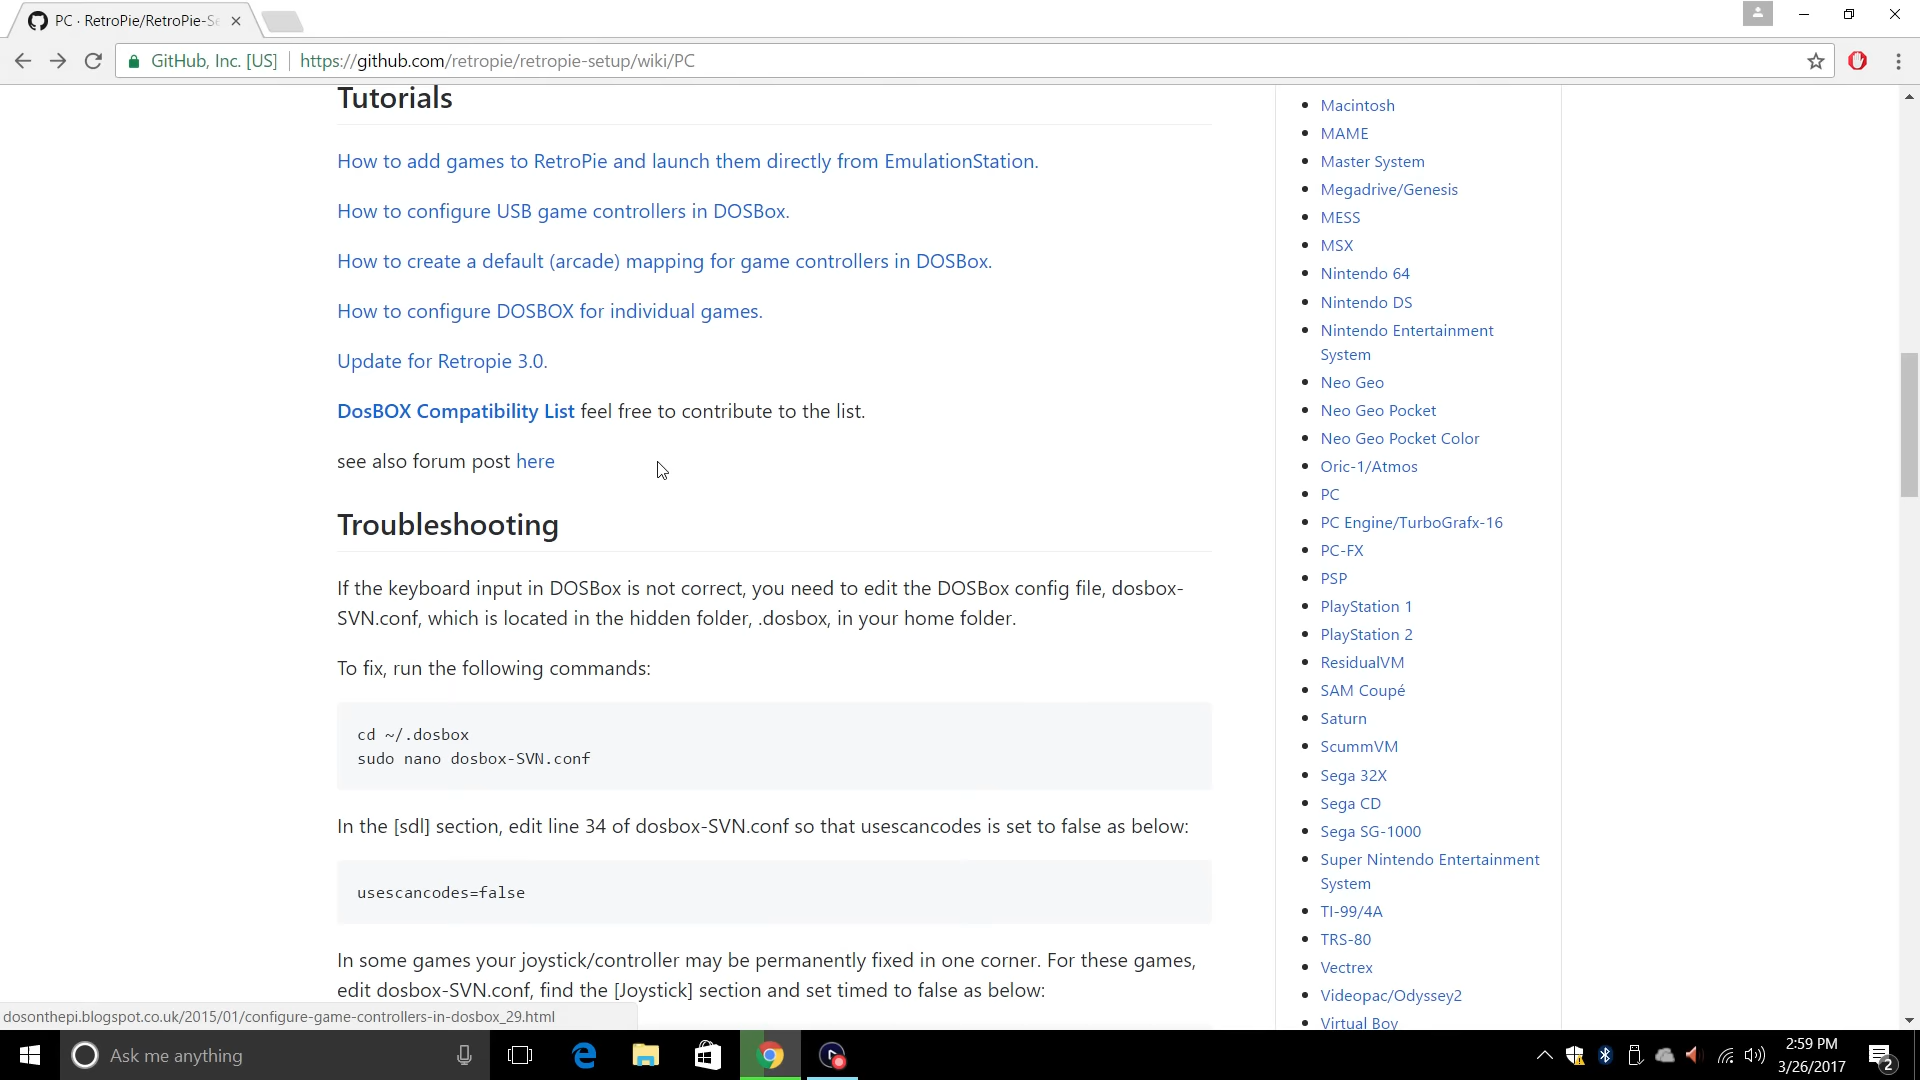 PC · RetroPie/RetroPie-Se
GitHub, Inc. [US]
https://github.com/retropie/retropie-setup/wiki/PC
Tutorials
How to add games to RetroPie and launch them directly from EmulationStation.
How to configure USB game controllers in DOSBox.
How to create a default (arcade) mapping for game controllers in DOSBox.
How to configure DOSBOX for individual games.
Update for Retropie 3.0.
DosBOX Compatibility List feel free to contribute to the list.
see also forum post here
Troubleshooting
If the keyboard input in DOSBox is not correct, you need to edit the DOSBox config file, dosbox-
SVN.conf, which is located in the hidden folder, .dosbox, in your home folder.
To fix, run the following commands:
cd ~/.dosbox
sudo nano dosbox-SVN.conf
In the [sdl] section, edit line 34 of dosbox-SVN.conf so that usescancodes is set to false as below:
usescancodes=false
In some games your joystick/controller may be permanently fixed in one corner. For these games,
edit dosbox-SVN.conf, find the [Joystick] section and set timed to false as below:
Macintosh
MAME
Master System
Megadrive/Genesis
MESS
MSX
Nintendo 64
Nintendo DS
Nintendo Entertainment
System
Neo Geo
Neo Geo Pocket
Neo Geo Pocket Color
Oric-1/Atmos
PC
PC Engine/TurboGrafx-16
PC-FX
PSP
PlayStation 1
PlayStation 2
ResidualVM
SAM Coupé
Saturn
ScummVM
Sega 32X
Sega CD
Sega SG-1000
Super Nintendo Entertainment
System
TI-99/4A
TRS-80
Vectrex
Videopac/Odyssey2
Virtual Boy
dosonthepi.blogspot.co.uk/2015/01/configure-game-controllers-in-dosbox_29.html
Ask me anything
2:59 PM
3/26/2017
2